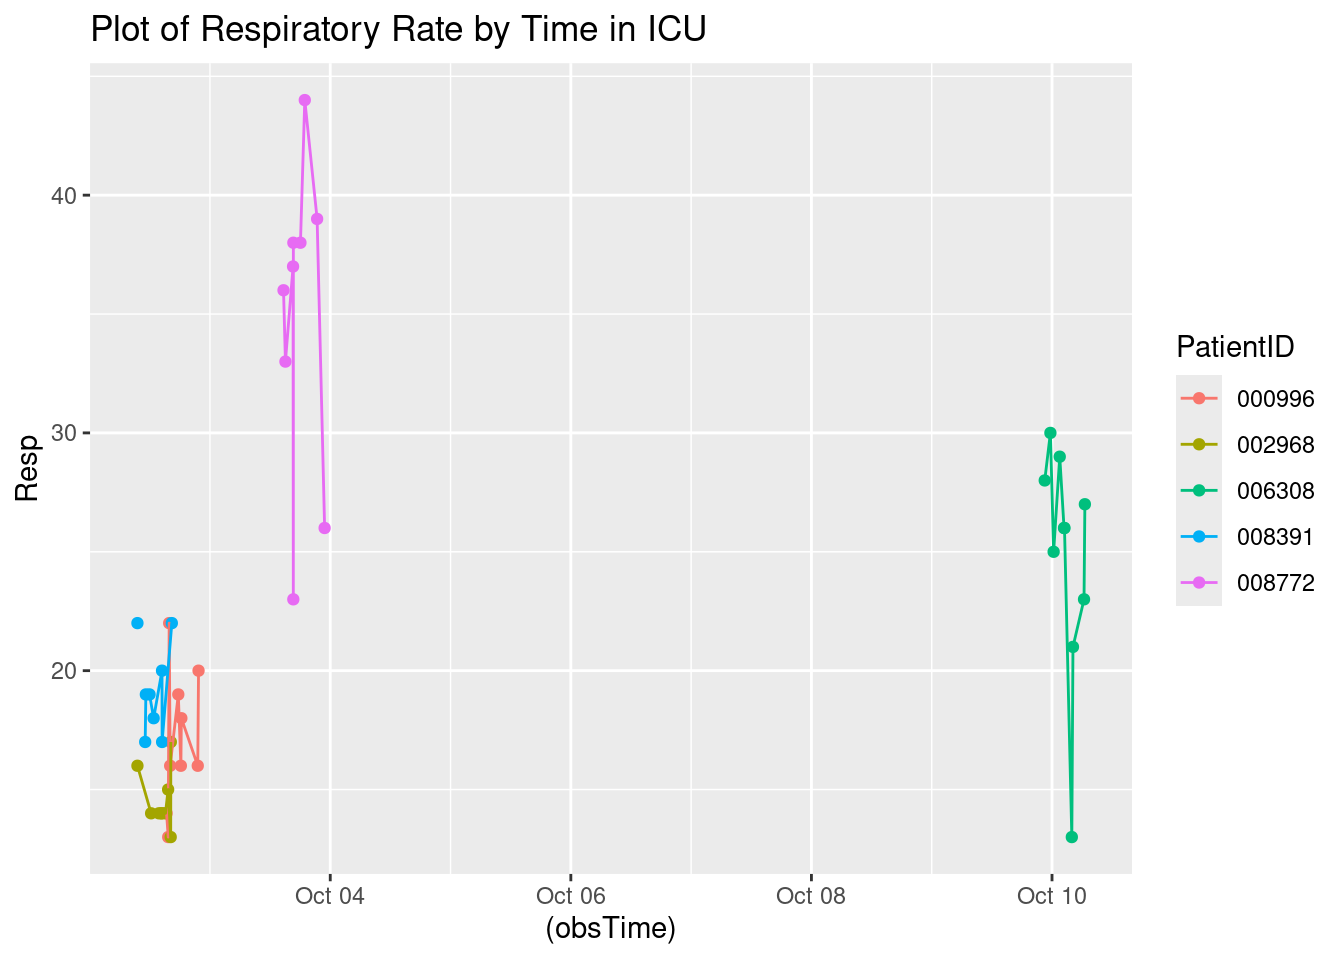 Plot of Respiratory Rate by Time in ICU
40
30
20
Resp
Oct 04
Oct 06
Oct 08
Oct 10
(obsTime)
PatientID
000996
002968
006308
008391
008772